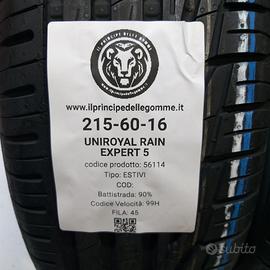 IL PRINCIPE DELLE GOMME
www.ilprincipedellegomme.it
215-60-16
UNIROYAL RAIN
EXPERT 5
codice prodotto: 56114
Tipo: ESTIVI
COD:
Battistrada: 90%
Codice Velocità: 99H
FILA: 45
subito